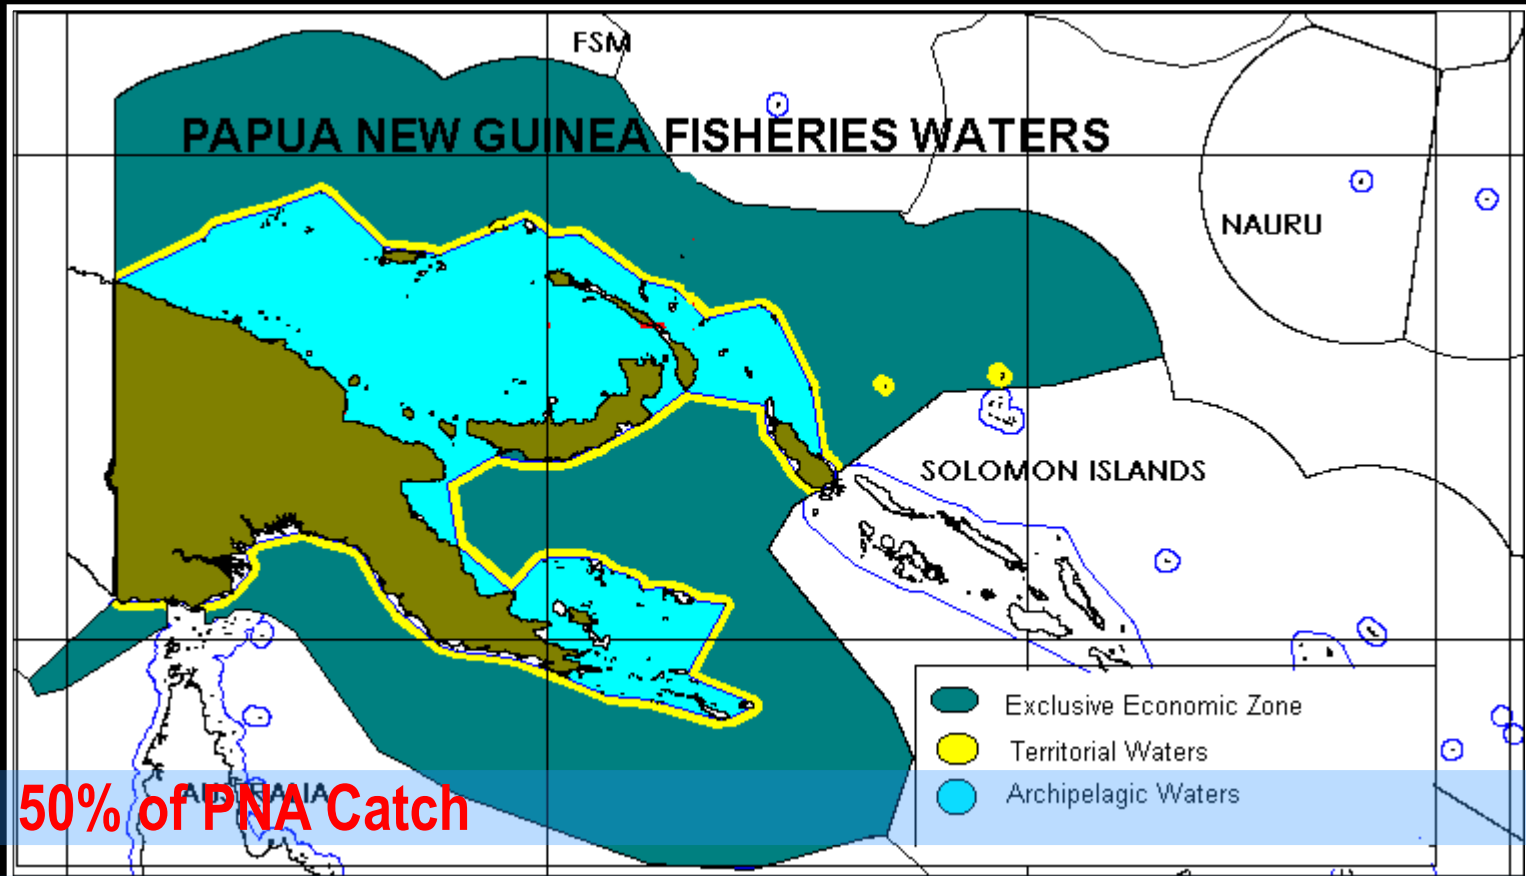 FSM
PAPUA NEW GUINEA FISHERIES WATERS
NAURU
SOLOMON ISLANDS
Exclusive Economic Zone
Territorial Waters
Archipelagic Waters
AUSTRALIA
50% of PNA Catch